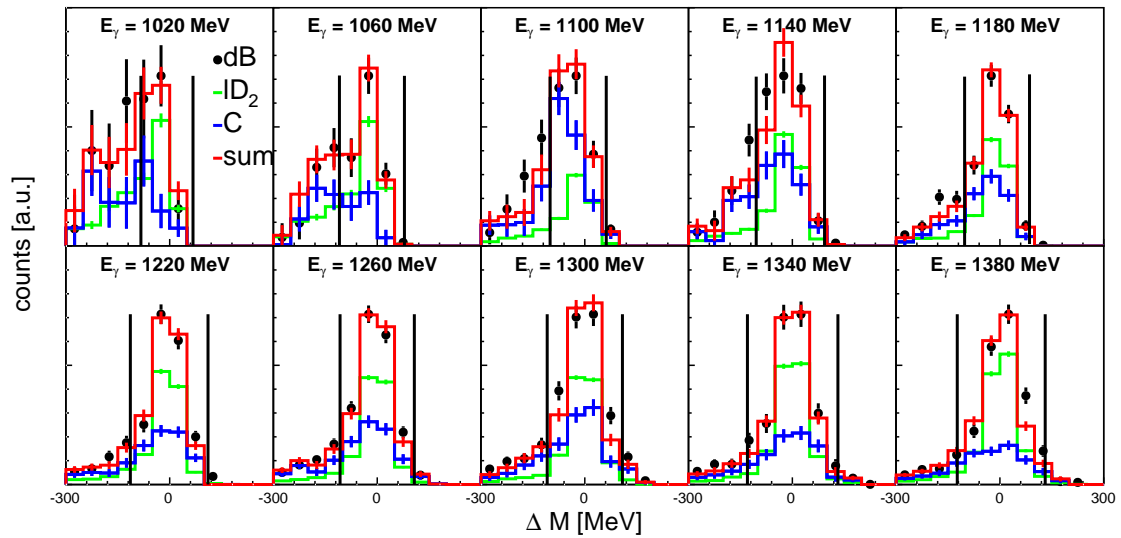 E_γ = 1020 MeV
E_γ = 1060 MeV
E_γ = 1100 MeV
E_γ = 1140 MeV
E_γ = 1180 MeV
dB
lD₂
C
sum
counts [a.u.]
E_γ = 1220 MeV
E_γ = 1260 MeV
E_γ = 1300 MeV
E_γ = 1340 MeV
E_γ = 1380 MeV
-300 0 -300 0 -300 0 -300 0 -300 0 300
Δ M [MeV]